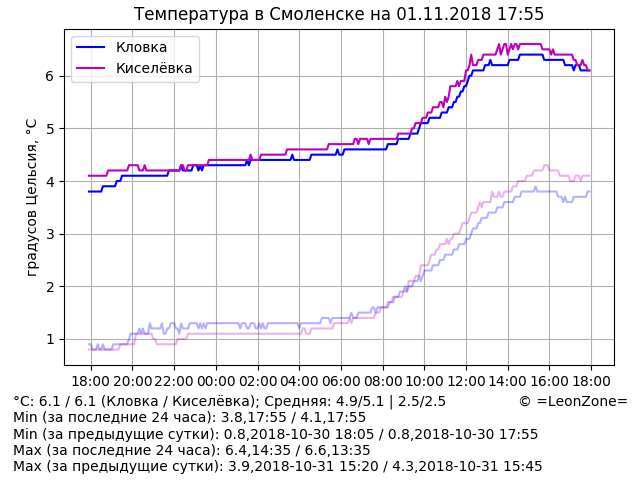 Температура в Смоленске на 01.11.2018 17:55
Кловка
Киселёвка
градусов Цельсия, °C
6
5
4
3
2
1
18:00 20:00 22:00 00:00 02:00 04:00 06:00 08:00 10:00 12:00 14:00 16:00 18:00
°C: 6.1 / 6.1 (Кловка / Киселёвка); Средняя: 4.9/5.1 | 2.5/2.5 © =LeonZone=
Min (за последние 24 часа): 3.8,17:55 / 4.1,17:55
Min (за предыдущие сутки): 0.8,2018-10-30 18:05 / 0.8,2018-10-30 17:55
Max (за последние 24 часа): 6.4,14:35 / 6.6,13:35
Max (за предыдущие сутки): 3.9,2018-10-31 15:20 / 4.3,2018-10-31 15:45